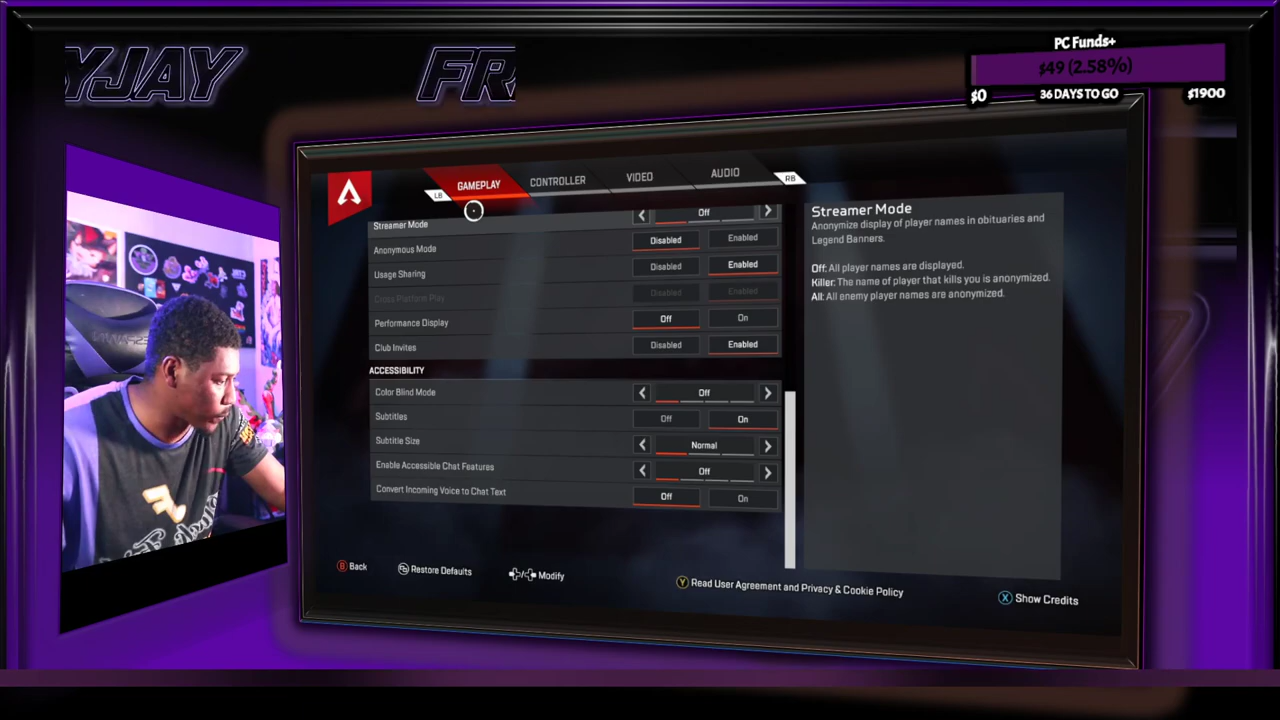 YJAY
FR
PC Funds+
$49 (2.58%)
$0
36 DAYS TO GO
$1900
LB
GAMEPLAY
CONTROLLER
VIDEO
AUDIO
RB
Streamer Mode
Off
Anonymous Mode
Disabled
Enabled
Usage Sharing
Disabled
Enabled
Cross Platform Play
Disabled
Enabled
Performance Display
Off
On
Club Invites
Disabled
Enabled
ACCESSIBILITY
Color Blind Mode
Off
Subtitles
Off
On
Subtitle Size
Normal
Enable Accessible Chat Features
Off
Convert Incoming Voice to Chat Text
Off
On
Streamer Mode
Anonymize display of player names in obituaries and
Legend Banners.
Off: All player names are displayed.
Killer: The name of player that kills you is anonymized.
All: All enemy player names are anonymized.
B Back
Restore Defaults
Modify
Y Read User Agreement and Privacy & Cookie Policy
X Show Credits